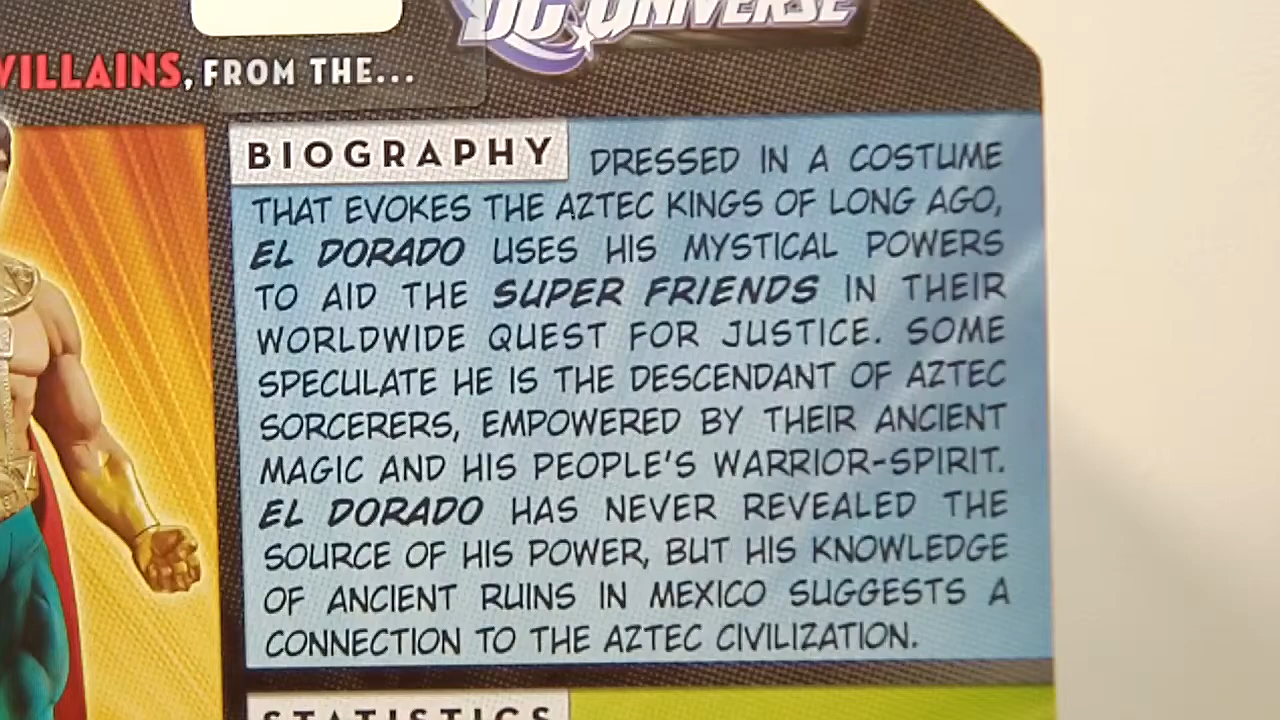 DC UNIVERSE
VILLAINS, FROM THE...
BIOGRAPHY DRESSED IN A COSTUME
THAT EVOKES THE AZTEC KINGS OF LONG AGO,
EL DORADO USES HIS MYSTICAL POWERS
TO AID THE SUPER FRIENDS IN THEIR
WORLDWIDE QUEST FOR JUSTICE. SOME
SPECULATE HE IS THE DESCENDANT OF AZTEC
SORCERERS, EMPOWERED BY THEIR ANCIENT
MAGIC AND HIS PEOPLE'S WARRIOR-SPIRIT.
EL DORADO HAS NEVER REVEALED THE
SOURCE OF HIS POWER, BUT HIS KNOWLEDGE
OF ANCIENT RUINS IN MEXICO SUGGESTS A
CONNECTION TO THE AZTEC CIVILIZATION.
STATISTICS